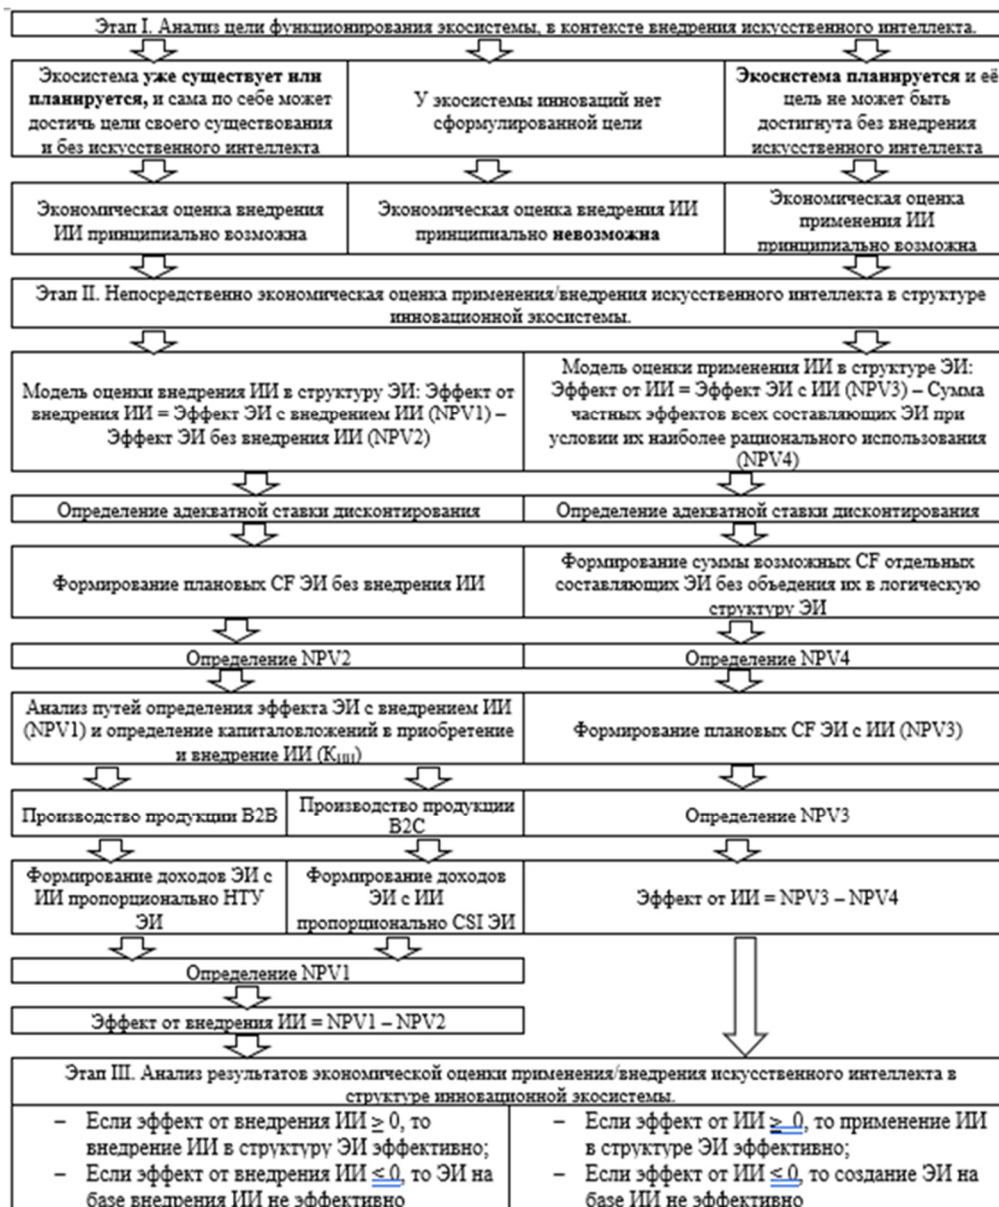 Этап I. Анализ цели функционирования экосистемы, в контексте внедрения искусственного интеллекта.
Экосистема уже существует или
планируется, и сама по себе может
достичь цели своего существования
и без искусственного интеллекта
У экосистемы инноваций нет
сформулированной цели
Экосистема планируется и её
цель не может быть
достигнута без внедрения
искусственного интеллекта
Экономическая оценка внедрения
ИИ принципиально возможна
Экономическая оценка внедрения ИИ
принципиально невозможна
Экономическая оценка
применения ИИ
принципиально возможна
Этап II. Непосредственно экономическая оценка применения/внедрения искусственного интеллекта в структуре
инновационной экосистемы.
Модель оценки внедрения ИИ в структуру ЭИ: Эффект от
внедрения ИИ = Эффект ЭИ с внедрением ИИ (NPV1) –
Эффект ЭИ без внедрения ИИ (NPV2)
Модель оценки применения ИИ в структуре ЭИ:
Эффект от ИИ = Эффект ЭИ с ИИ (NPV3) – Сумма
частных эффектов всех составляющих ЭИ при
условии их наиболее рационального использования
(NPV4)
Определение адекватной ставки дисконтирования
Определение адекватной ставки дисконтирования
Формирование плановых CF ЭИ без внедрения ИИ
Формирование суммы возможных CF отдельных
составляющих ЭИ без объедения их в логическую
структуру ЭИ
Определение NPV2
Определение NPV4
Анализ путей определения эффекта ЭИ с внедрением ИИ
(NPV1) и определение капиталовложений в приобретение
и внедрение ИИ (КИИ)
Формирование плановых CF ЭИ с ИИ (NPV3)
Производство продукции B2B
Производство продукции
B2C
Определение NPV3
Формирование доходов ЭИ с
ИИ пропорционально НТУ
ЭИ
Формирование доходов
ЭИ с ИИ
пропорционально CSI ЭИ
Эффект от ИИ = NPV3 – NPV4
Определение NPV1
Эффект от внедрения ИИ = NPV1 – NPV2
Этап III. Анализ результатов экономической оценки применения/внедрения искусственного интеллекта в
структуре инновационной экосистемы.
– Если эффект от внедрения ИИ ≥ 0, то
внедрение ИИ в структуру ЭИ эффективно;
– Если эффект от внедрения ИИ ≤ 0, то ЭИ на
базе внедрения ИИ не эффективно
– Если эффект от ИИ ≥ 0, то применение ИИ
в структуре ЭИ эффективно;
– Если эффект от ИИ ≤ 0, то создание ЭИ на
базе ИИ не эффективно